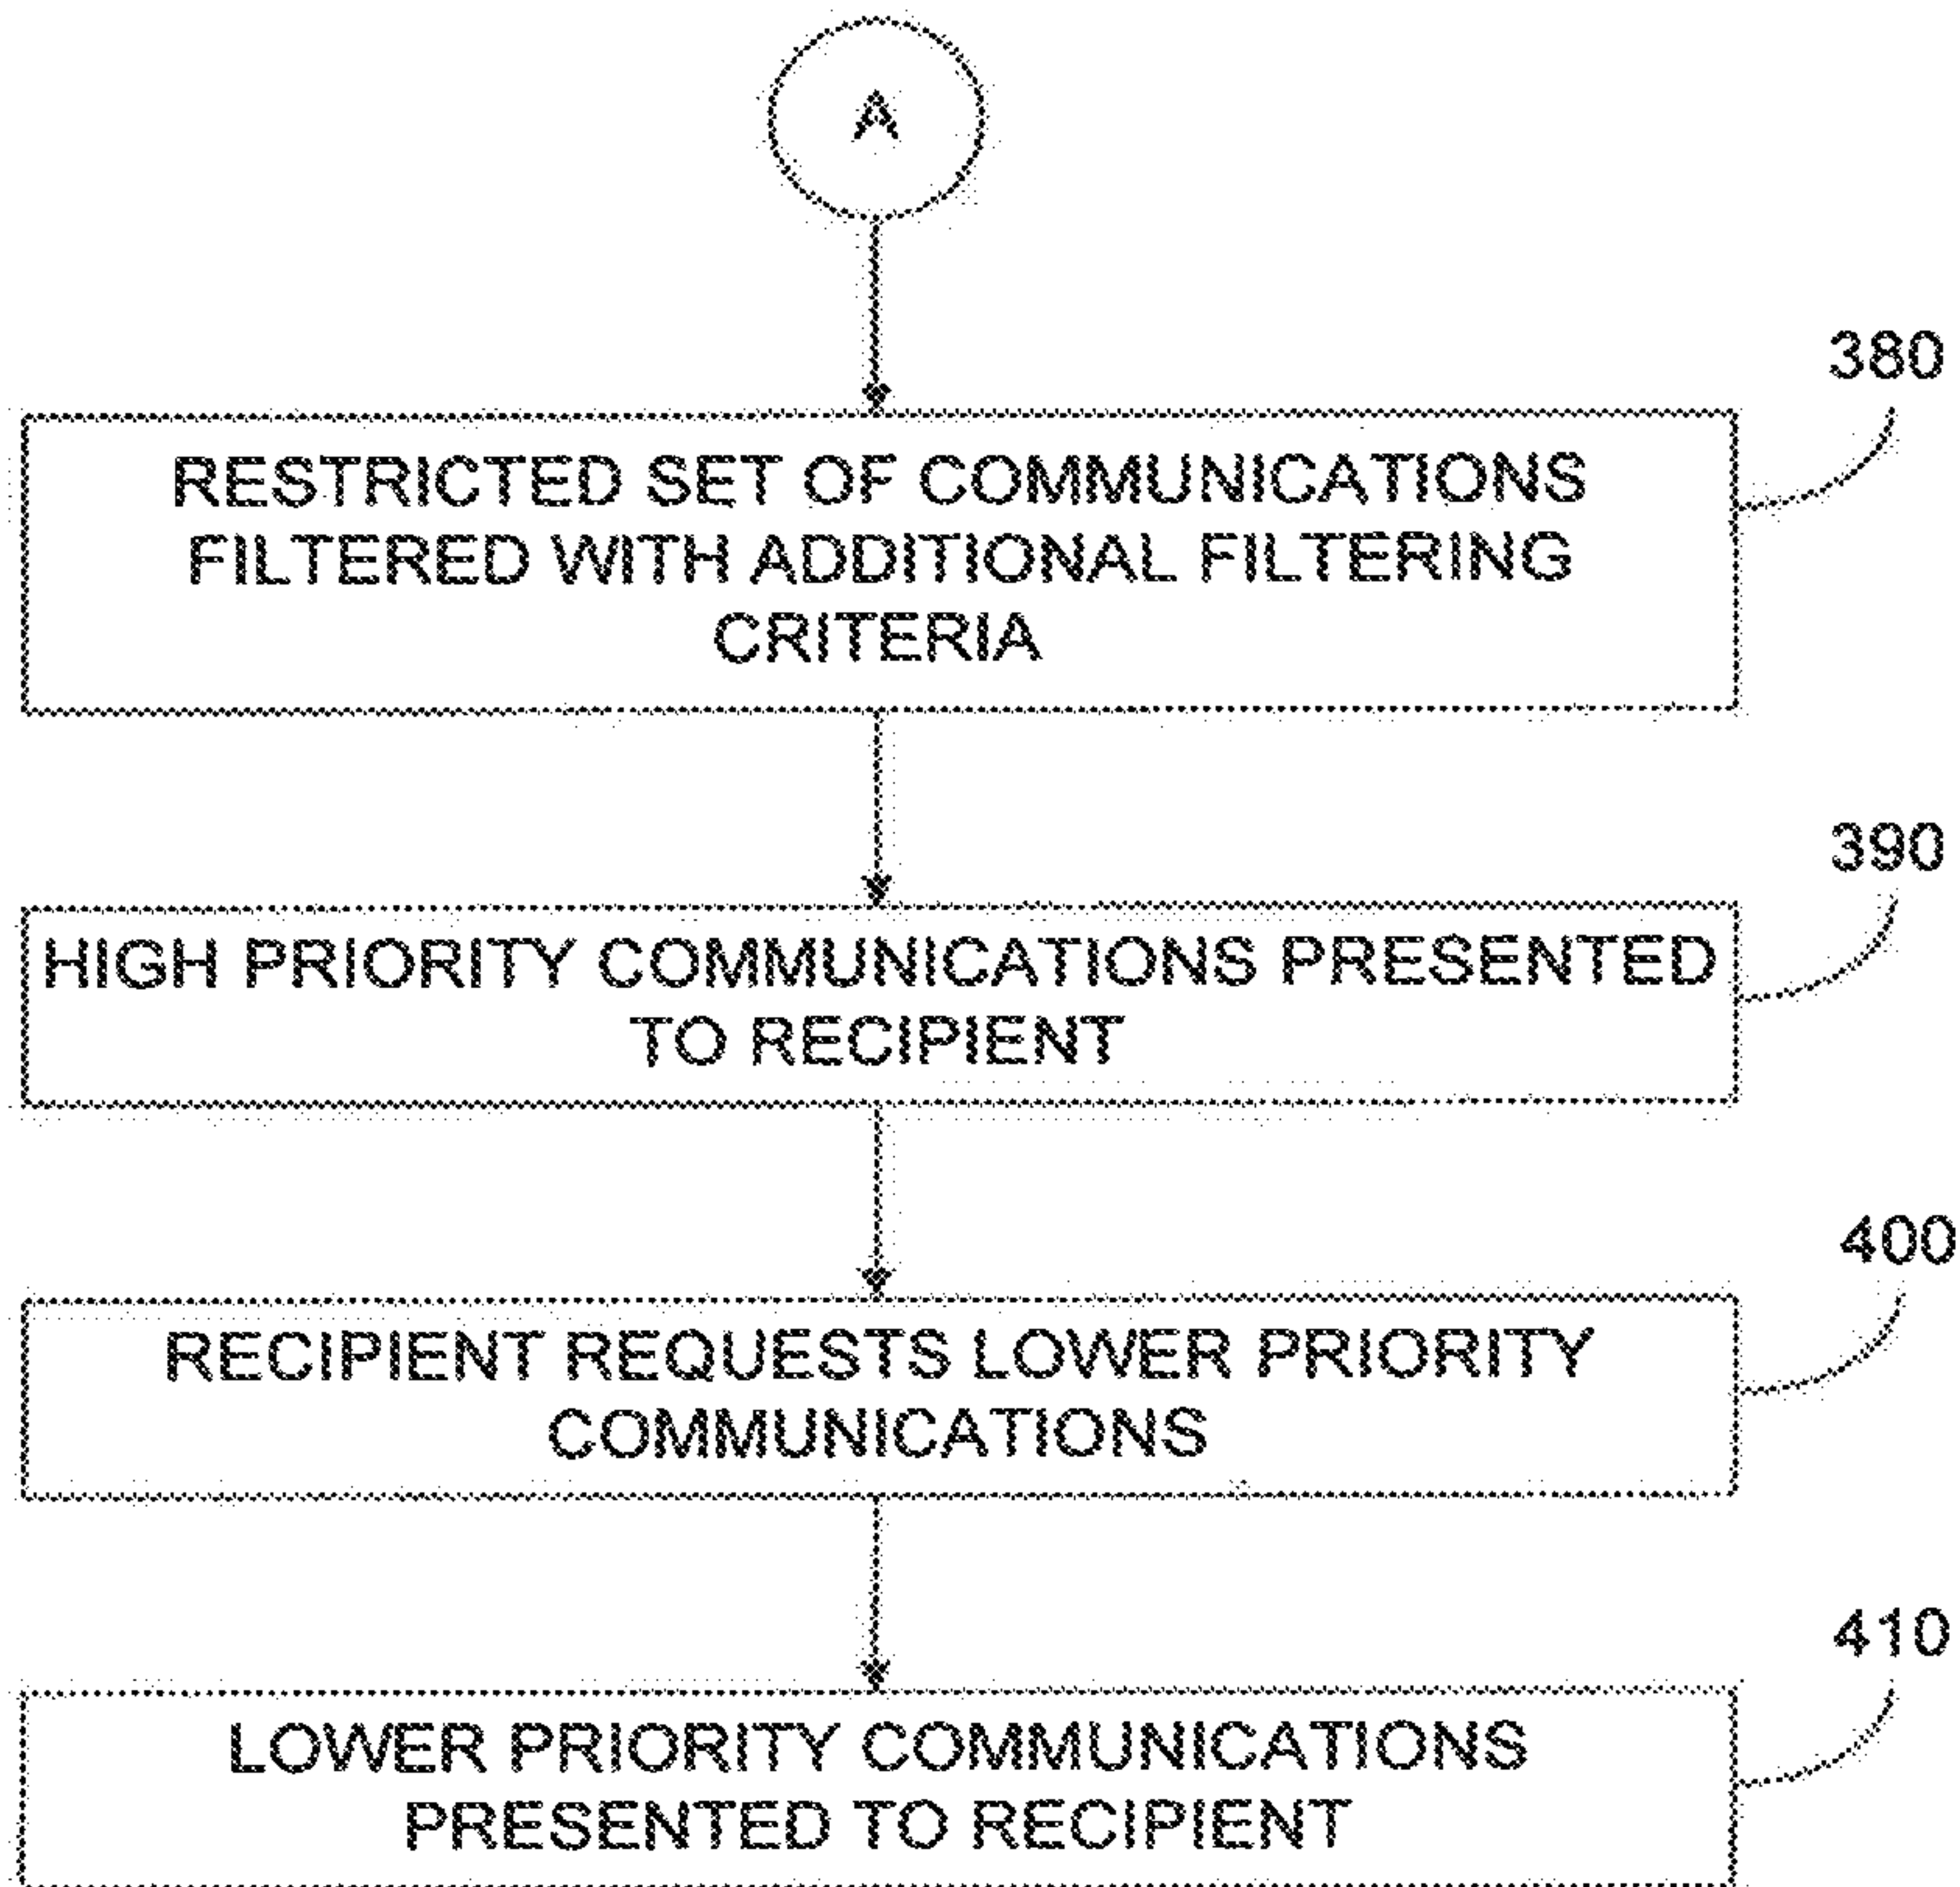 A
380
RESTRICTED SET OF COMMUNICATIONS
FILTERED WITH ADDITIONAL FILTERING
CRITERIA
390
HIGH PRIORITY COMMUNICATIONS PRESENTED
TO RECIPIENT
400
RECIPIENT REQUESTS LOWER PRIORITY
COMMUNICATIONS
410
LOWER PRIORITY COMMUNICATIONS
PRESENTED TO RECIPIENT